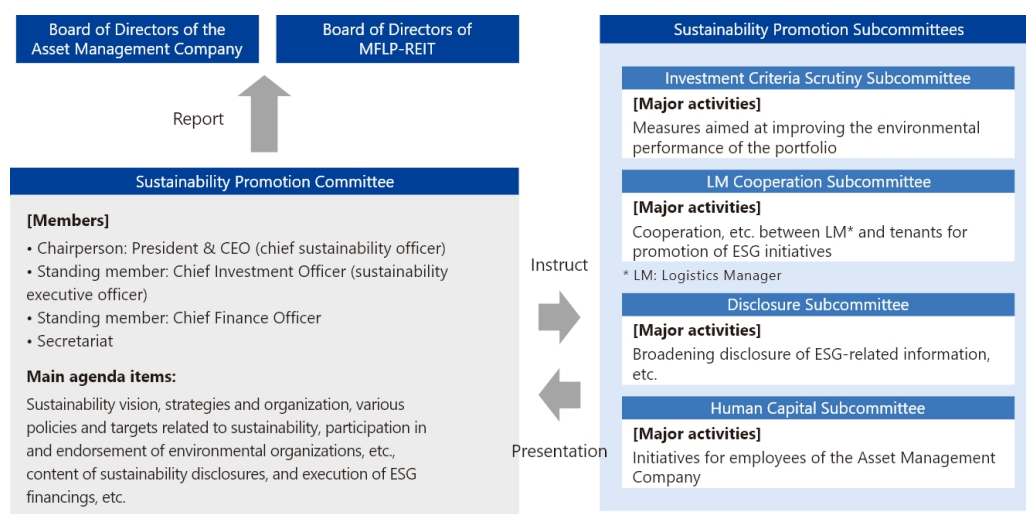 Board of Directors of the
Asset Management Company
Board of Directors of
MFLP-REIT
Report
Sustainability Promotion Committee
[Members]
• Chairperson: President & CEO (chief sustainability officer)
• Standing member: Chief Investment Officer (sustainability
executive officer)
• Standing member: Chief Finance Officer
• Secretariat
Main agenda items:
Sustainability vision, strategies and organization, various
policies and targets related to sustainability, participation in
and endorsement of environmental organizations, etc.,
content of sustainability disclosures, and execution of ESG
financings, etc.
Instruct
Presentation
Sustainability Promotion Subcommittees
Investment Criteria Scrutiny Subcommittee
[Major activities]
Measures aimed at improving the environmental
performance of the portfolio
LM Cooperation Subcommittee
[Major activities]
Cooperation, etc. between LM* and tenants for
promotion of ESG initiatives
* LM: Logistics Manager
Disclosure Subcommittee
[Major activities]
Broadening disclosure of ESG-related information,
etc.
Human Capital Subcommittee
[Major activities]
Initiatives for employees of the Asset Management
Company